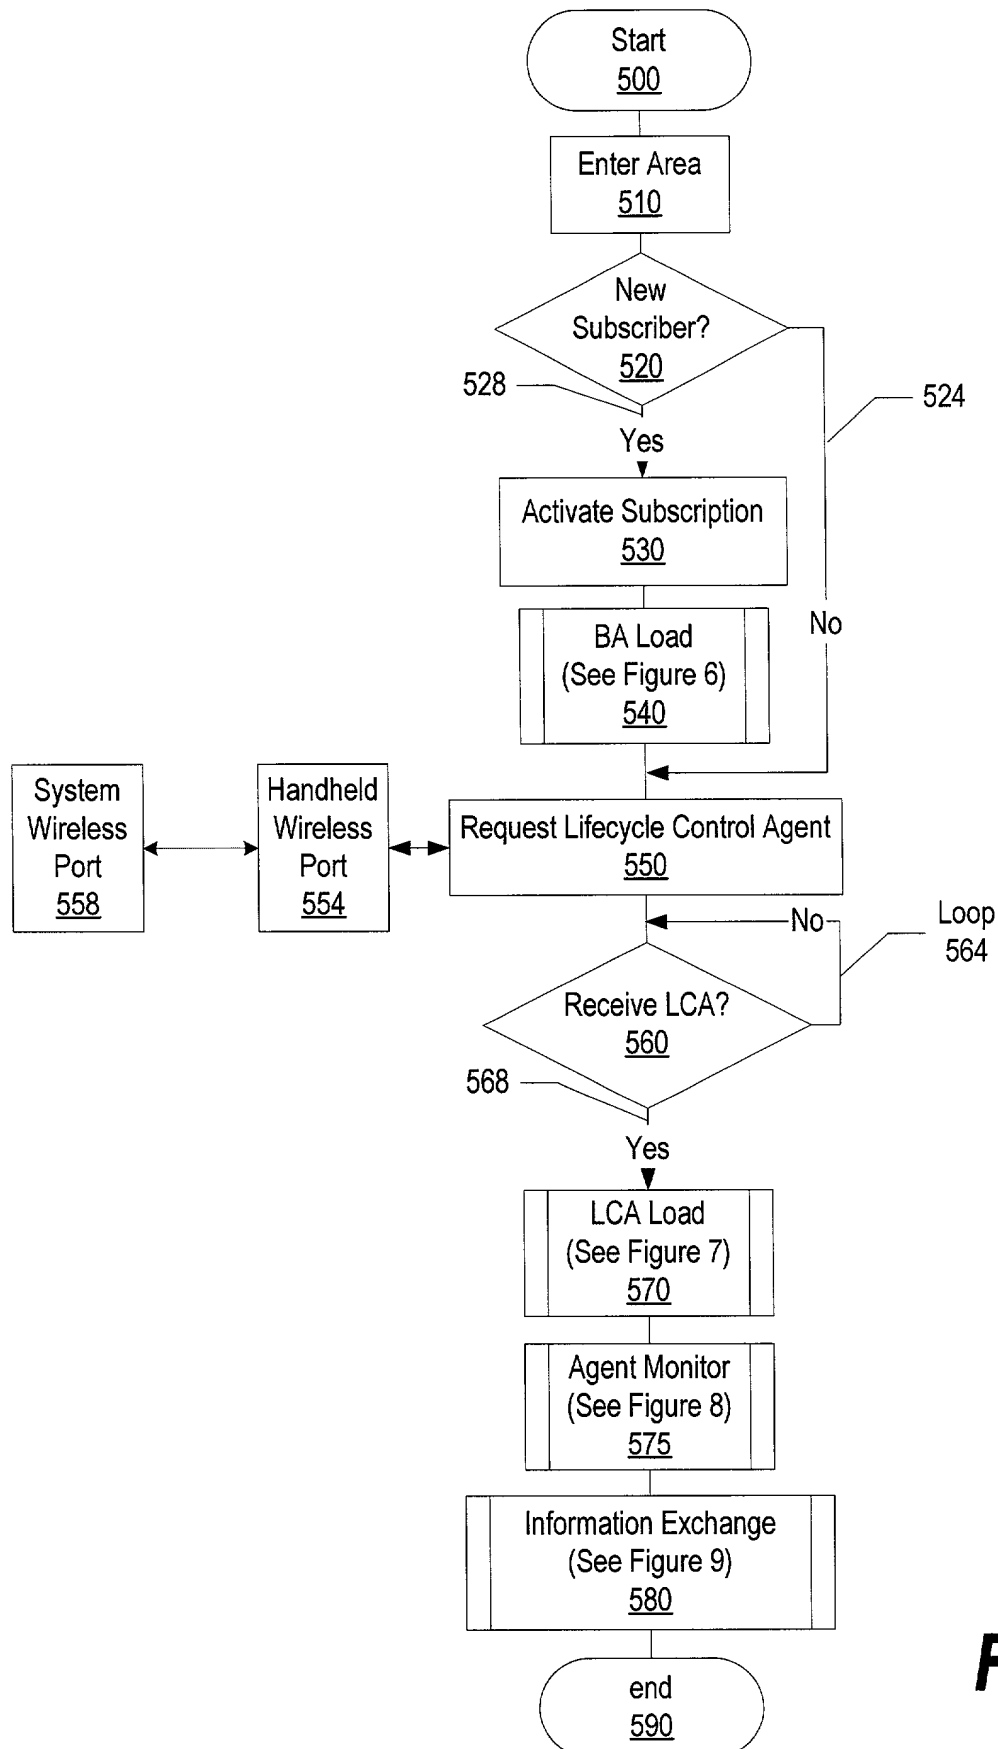 Start
500
Enter Area
510
New
Subscriber?
520
528
524
Yes
Activate Subscription
530
No
BA Load
(See Figure 6)
540
System
Wireless
Port
558
Handheld
Wireless
Port
554
Request Lifecycle Control Agent
550
No
Loop
564
Receive LCA?
560
568
Yes
LCA Load
(See Figure 7)
570
Agent Monitor
(See Figure 8)
575
Information Exchange
(See Figure 9)
580
end
590